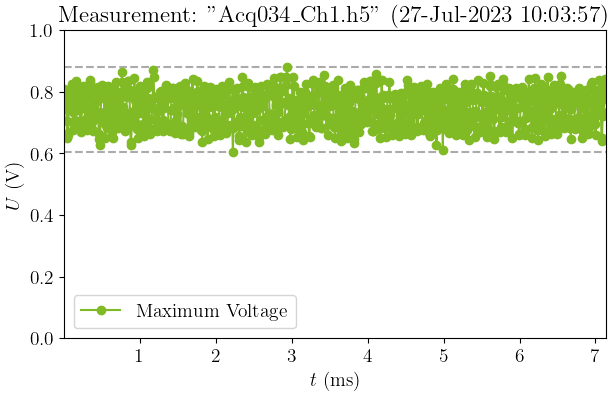 Measurement: "Acq034_Ch1.h5" (27-Jul-2023 10:03:57)
1.0
0.8
0.6
0.4
0.2
0.0
U (V)
Maximum Voltage
1 2 3 4 5 6 7
t (ms)